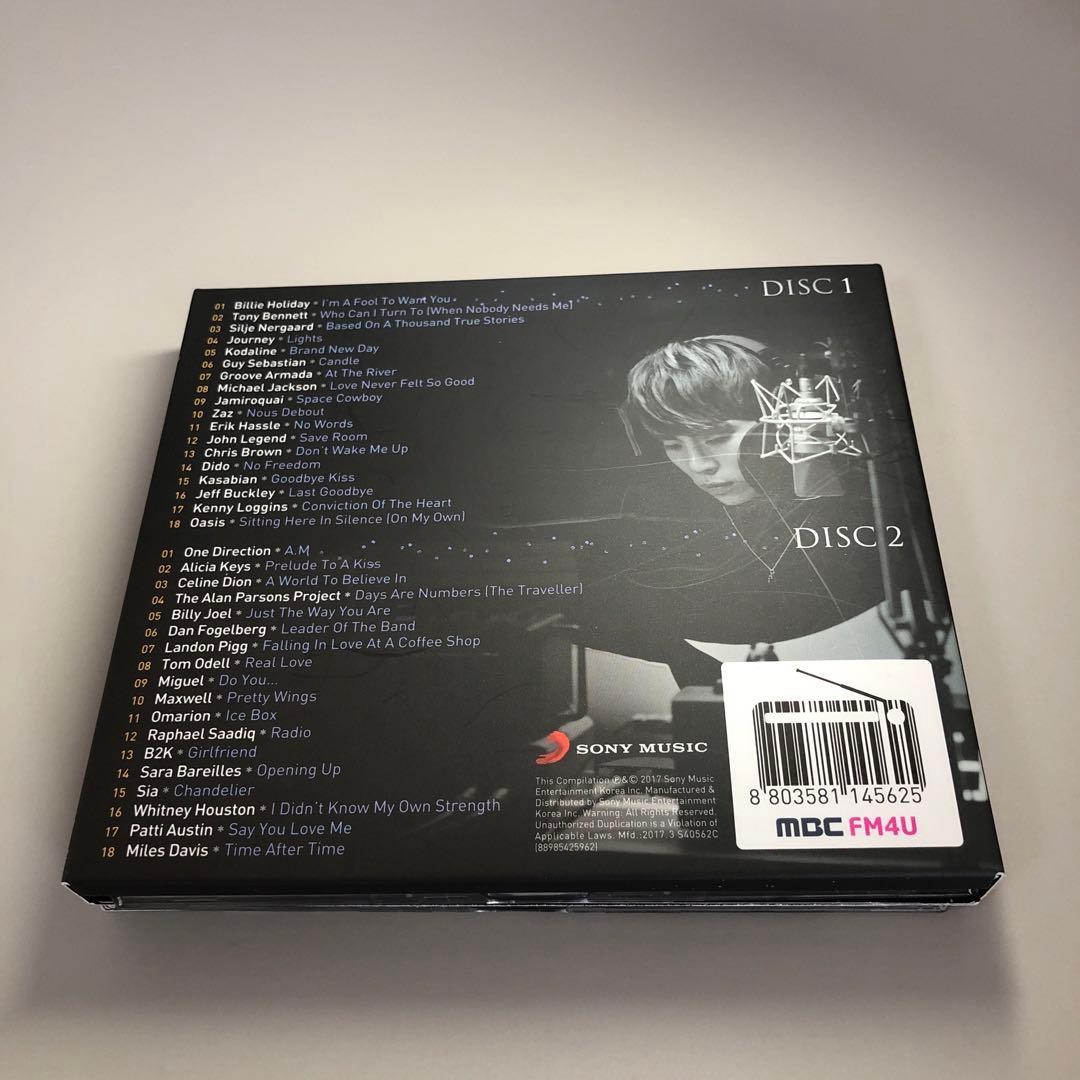 DISC 1
01 Billie Holiday * I'm A Fool To Want You
02 Tony Bennett * Who Can I Turn To (When Nobody Needs Me)
03 Silje Nergaard * Based On A Thousand True Stories
04 Journey * Lights
05 Kodaline * Brand New Day
06 Guy Sebastian * Candle
07 Groove Armada * At The River
08 Michael Jackson * Love Never Felt So Good
09 Jamiroquai * Space Cowboy
10 Zaz * Nous Debout
11 Erik Hassle * No Words
12 John Legend * Save Room
13 Chris Brown * Don't Wake Me Up
14 Dido * No Freedom
15 Kasabian * Goodbye Kiss
16 Jeff Buckley * Last Goodbye
17 Kenny Loggins * Conviction Of The Heart
18 Oasis * Sitting Here In Silence (On My Own)
DISC 2
01 One Direction * A.M
02 Alicia Keys * Prelude To A Kiss
03 Celine Dion * A World To Believe In
04 The Alan Parsons Project * Days Are Numbers (The Traveller)
05 Billy Joel * Just The Way You Are
06 Dan Fogelberg * Leader Of The Band
07 Landon Pigg * Falling In Love At A Coffee Shop
08 Tom Odell * Real Love
09 Miguel * Do You...
10 Maxwell * Pretty Wings
11 Omarion * Ice Box
12 Raphael Saadiq * Radio
13 B2K * Girlfriend
14 Sara Bareilles * Opening Up
15 Sia * Chandelier
16 Whitney Houston * I Didn't Know My Own Strength
17 Patti Austin * Say You Love Me
18 Miles Davis * Time After Time
SONY MUSIC
This Compilation ℗&© 2017 Sony Music
Entertainment Korea Inc. Manufactured &
Distributed by Sony Music Entertainment
Korea Inc. Warning: All Rights Reserved.
Unauthorized Duplication is a Violation of
Applicable Laws. Mfd.:2017.3 S40562C
(88985425962)
8 803581 145625
MBC FM4U